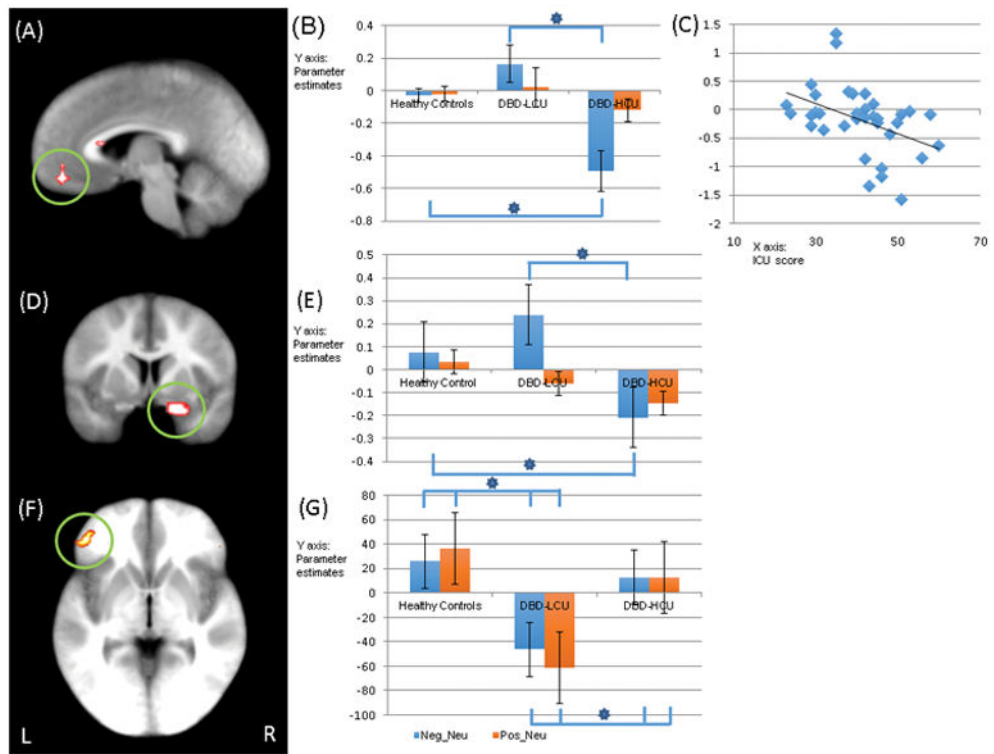 (A)
(B)
Y axis:
Parameter
estimates
0.4
0.2
0
-0.2
-0.4
-0.6
-0.8
Healthy Controls
DBD-LCU
DBD-HCU
(C)
1.5
1
0.5
0
-0.5
-1
-1.5
-2
10
30
50
70
X axis:
ICU score
(D)
(E)
Y axis:
Parameter
estimates
0.5
0.4
0.3
0.2
0.1
0
-0.1
-0.2
-0.3
-0.4
Healthy Control
DBD-LCU
DBD-HCU
(F)
L
R
(G)
Y axis:
Parameter
estimates
80
60
40
20
0
-20
-40
-60
-80
-100
Healthy Controls
DBD-LCU
DBD-HCU
Neg_Neu
Pos_Neu